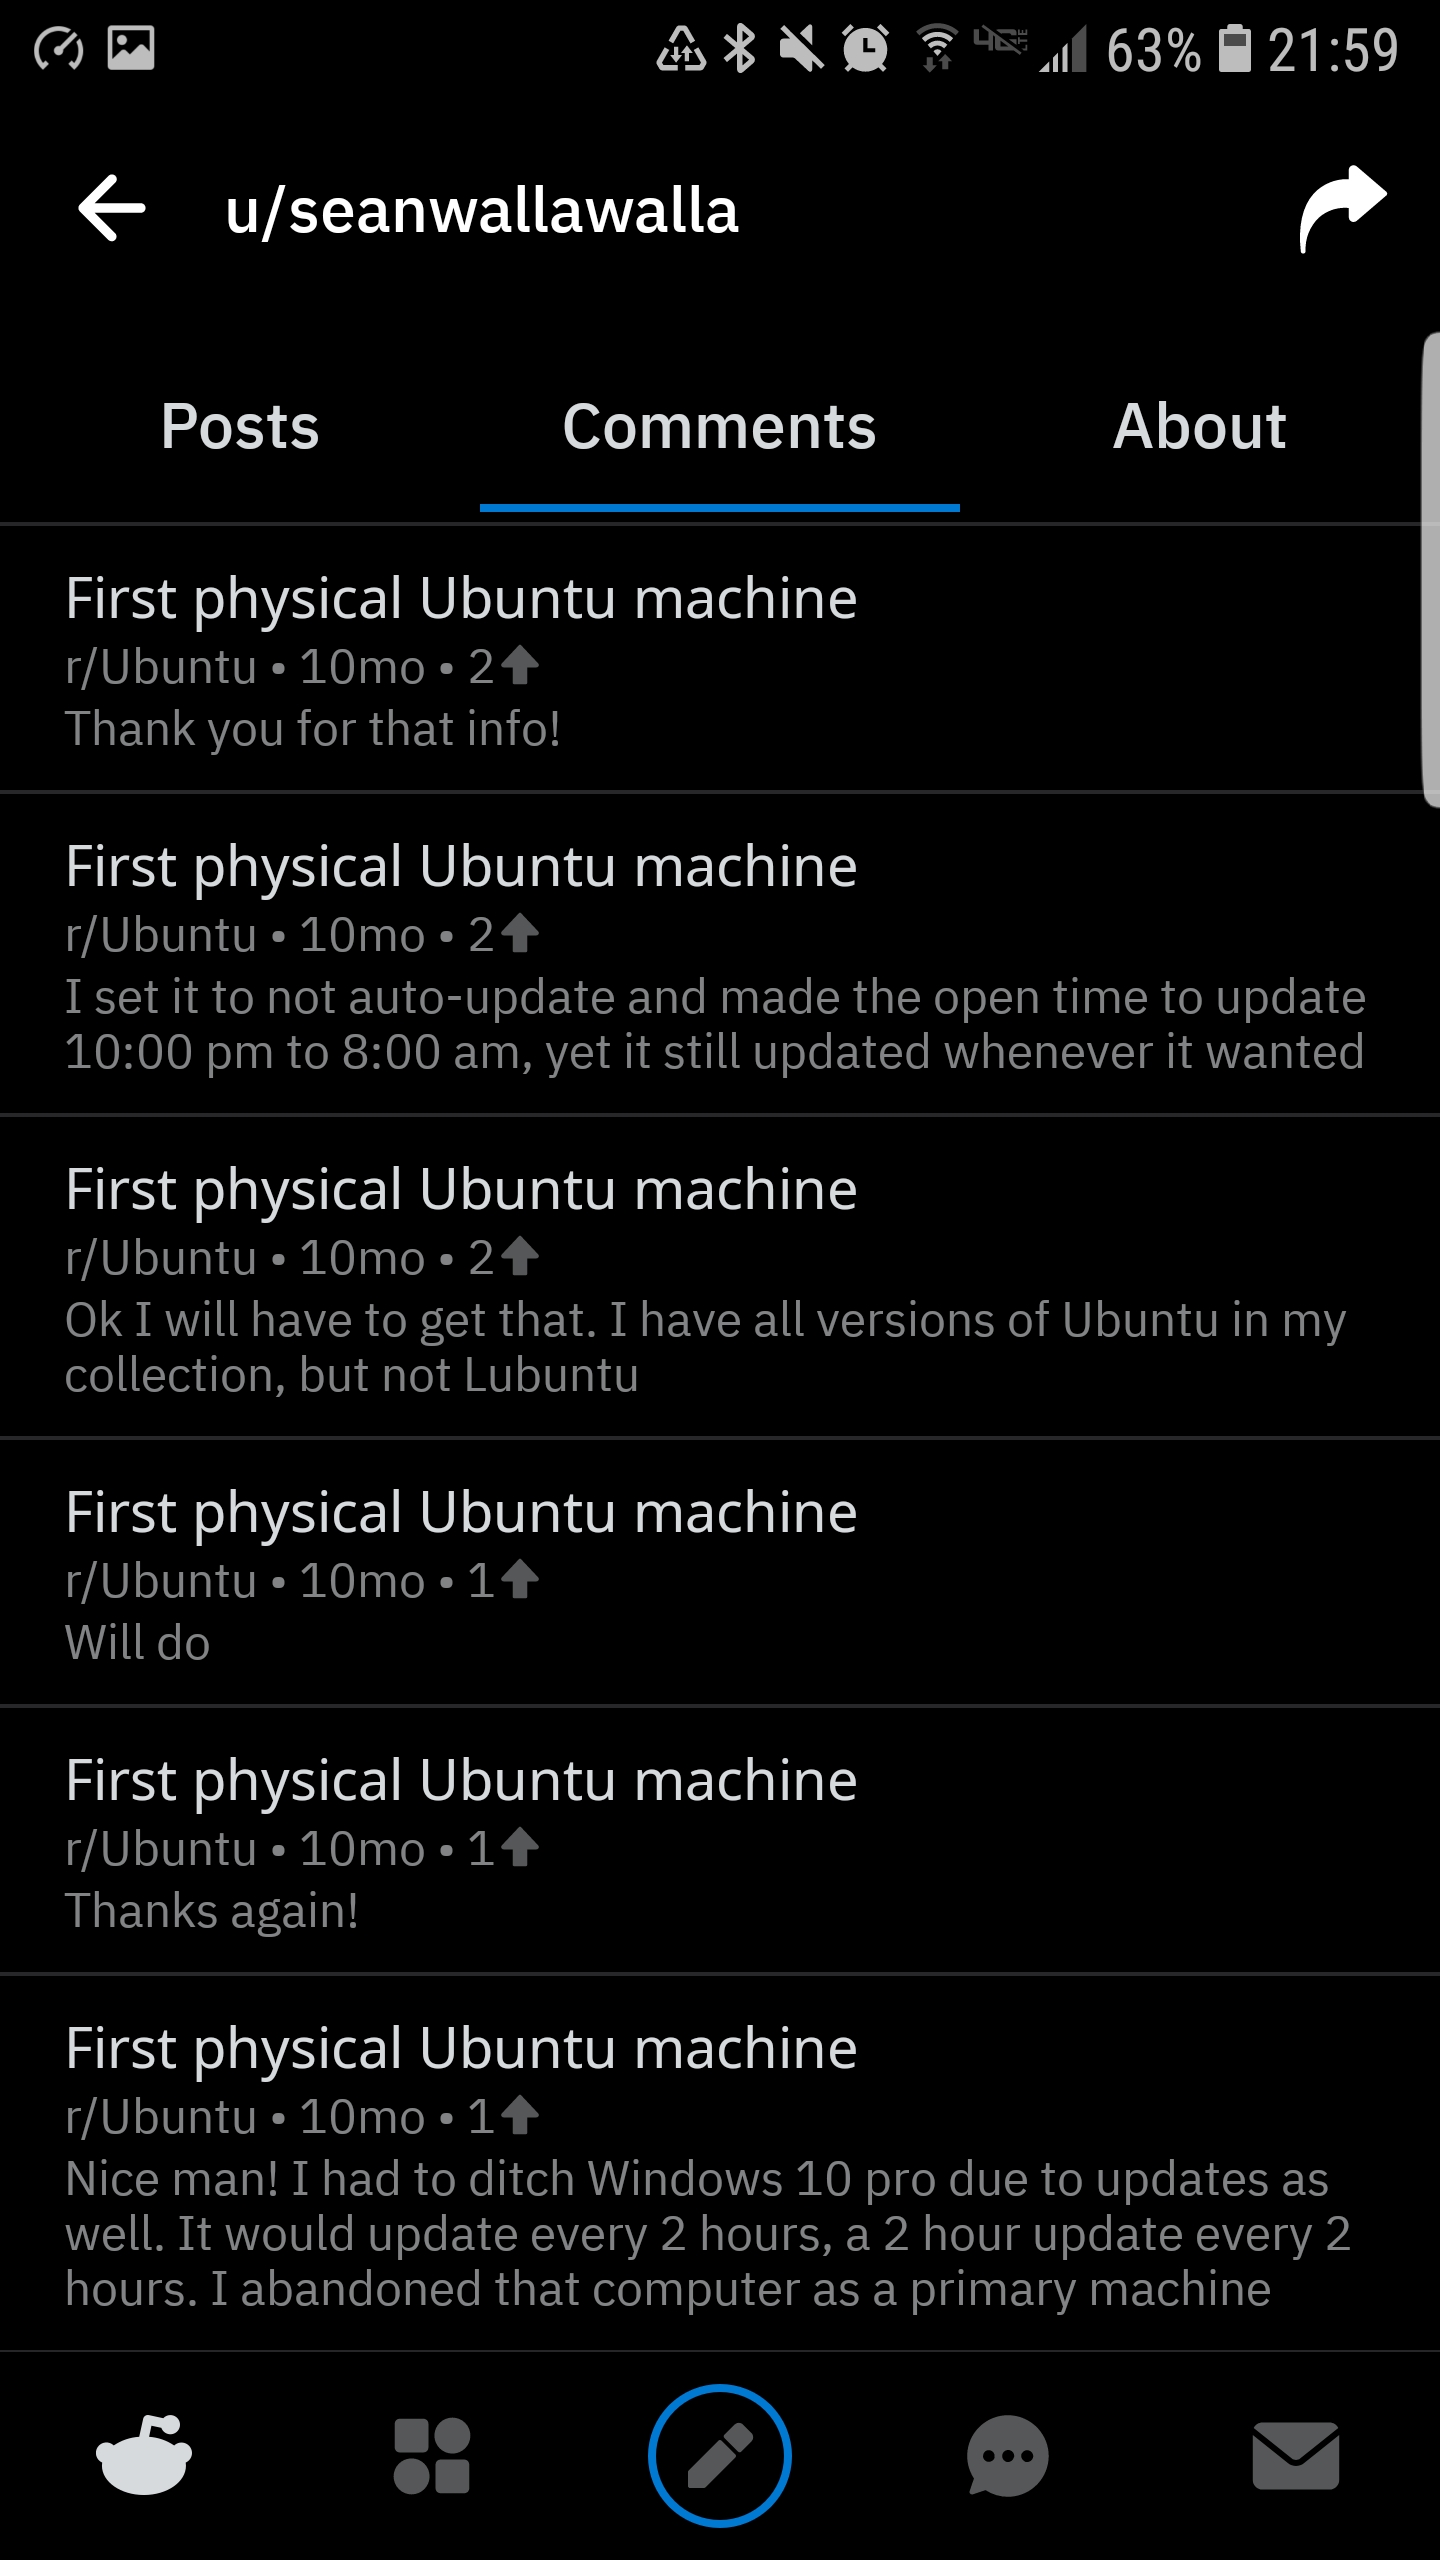 63% 21:59
u/seanwallawalla
Posts Comments About
First physical Ubuntu machine
r/Ubuntu • 10mo • 2
Thank you for that info!
First physical Ubuntu machine
r/Ubuntu • 10mo • 2
I set it to not auto-update and made the open time to update
10:00 pm to 8:00 am, yet it still updated whenever it wanted
First physical Ubuntu machine
r/Ubuntu • 10mo • 2
Ok I will have to get that. I have all versions of Ubuntu in my
collection, but not Lubuntu
First physical Ubuntu machine
r/Ubuntu • 10mo • 1
Will do
First physical Ubuntu machine
r/Ubuntu • 10mo • 1
Thanks again!
First physical Ubuntu machine
r/Ubuntu • 10mo • 1
Nice man! I had to ditch Windows 10 pro due to updates as
well. It would update every 2 hours, a 2 hour update every 2
hours. I abandoned that computer as a primary machine